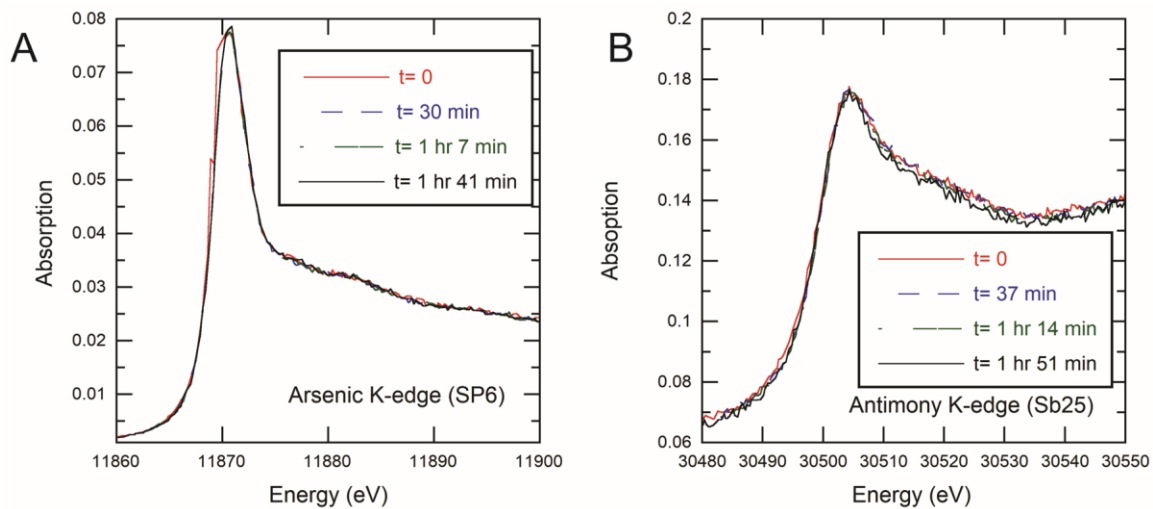 A
0.08
0.07
0.06
0.05
0.04
0.03
0.02
0.01
Absorption
t= 0
t= 30 min
t= 1 hr 7 min
t= 1 hr 41 min
Arsenic K-edge (SP6)
11860 11870 11880 11890 11900
Energy (eV)
B
0.2
0.18
0.16
0.14
0.12
0.1
0.08
0.06
Absoption
t= 0
t= 37 min
t= 1 hr 14 min
t= 1 hr 51 min
Antimony K-edge (Sb25)
30480 30490 30500 30510 30520 30530 30540 30550
Energy (eV)